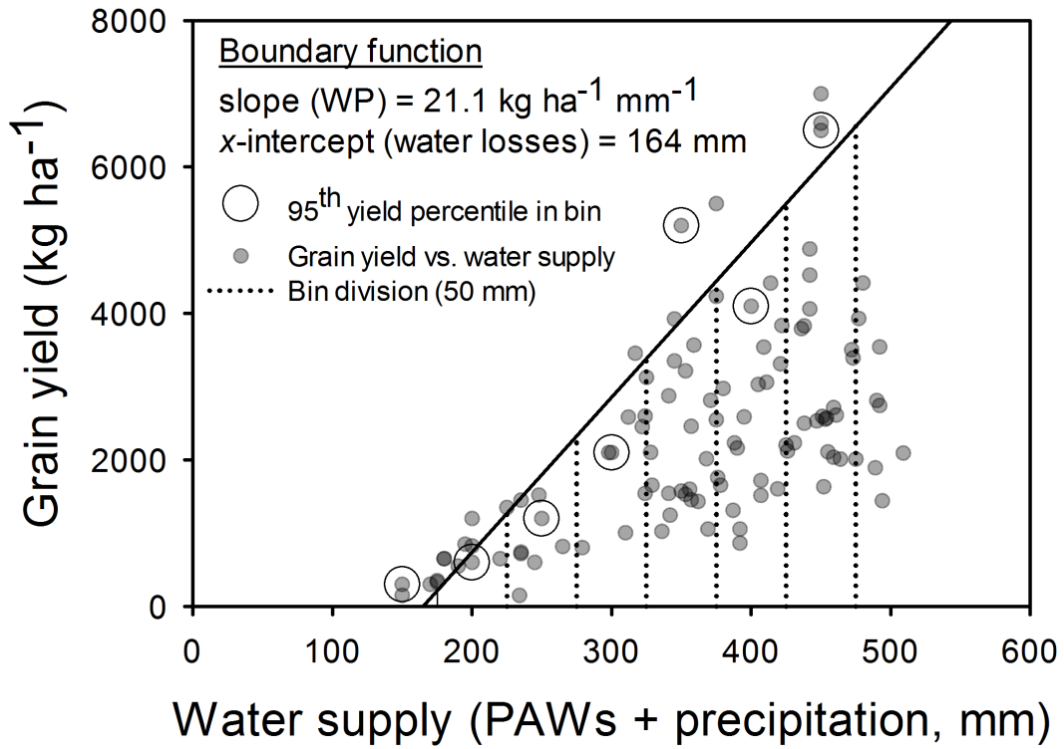 8000
6000
4000
2000
0
Grain yield (kg ha⁻¹)
Boundary function
slope (WP) = 21.1 kg ha⁻¹ mm⁻¹
x-intercept (water losses) = 164 mm
95ᵗʰ yield percentile in bin
Grain yield vs. water supply
Bin division (50 mm)
0 100 200 300 400 500 600
Water supply (PAWs + precipitation, mm)